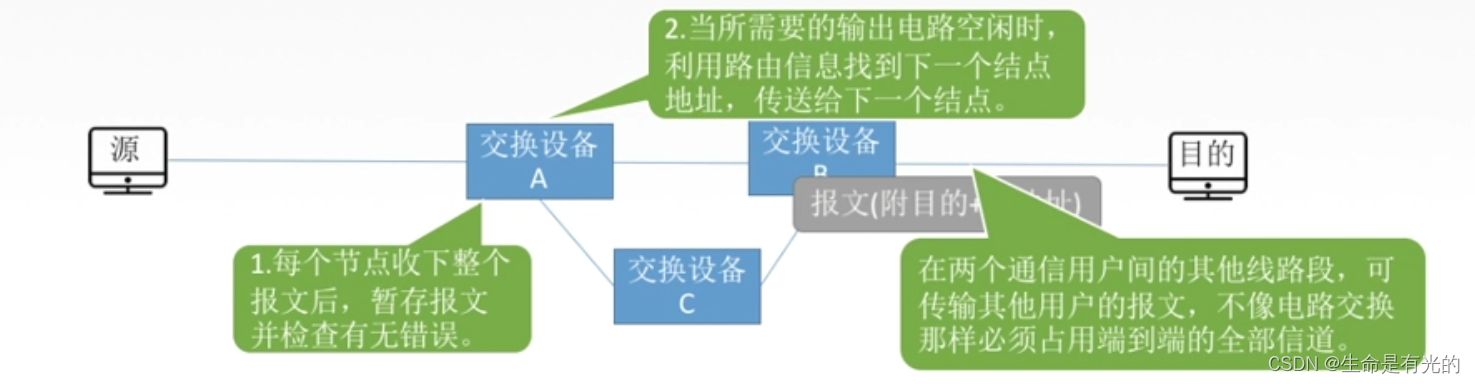 2.当所需要的输出电路空闲时，
利用路由信息找到下一个结点
地址，传送给下一个结点。
源
交换设备
A
交换设备
B
目的
报文(附目的+
址)
1.每个节点收下整个
报文后，暂存报文
并检查有无错误。
交换设备
C
在两个通信用户间的其他线路段，可
传输其他用户的报文，不像电路交换
那样必须占用端到端的全部信道。
CSDN @生命是有光的